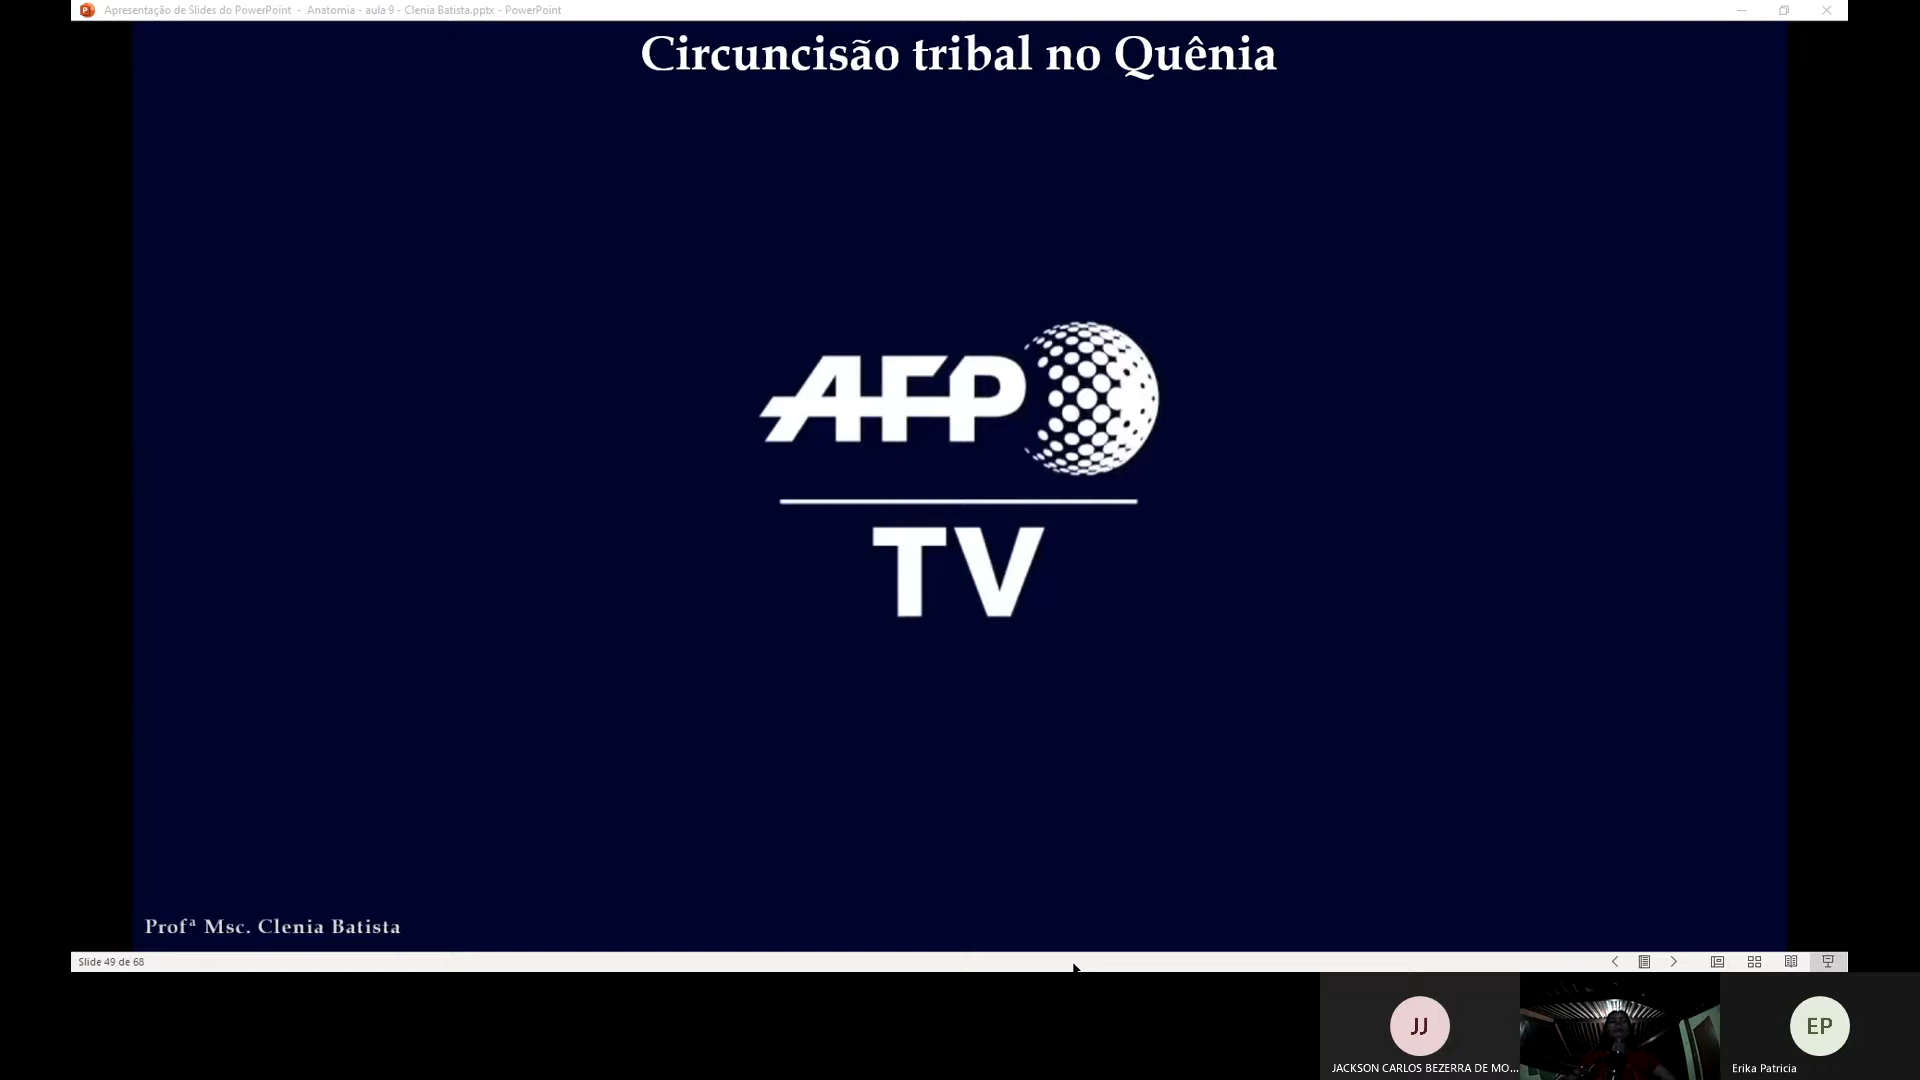 Apresentação de Slides do PowerPoint - Anatomia - aula 9 - Clenia Batista.pptx - PowerPoint
Circuncisão tribal no Quênia
AFP
TV
Profª Msc. Clenia Batista
Slide 49 de 68
JJ
EP
JACKSON CARLOS BEZERRA DE MO...
Erika Patricia